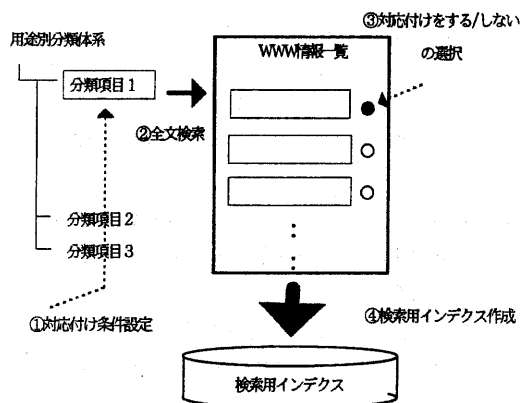 ③対応付けをする/しない
の選択
用途別分類体系
WWW情報一覧
分類項目1
②全文検索
分類項目2
分類項目3
①対応付け条件設定
④検索用インデクス作成
検索用インデクス